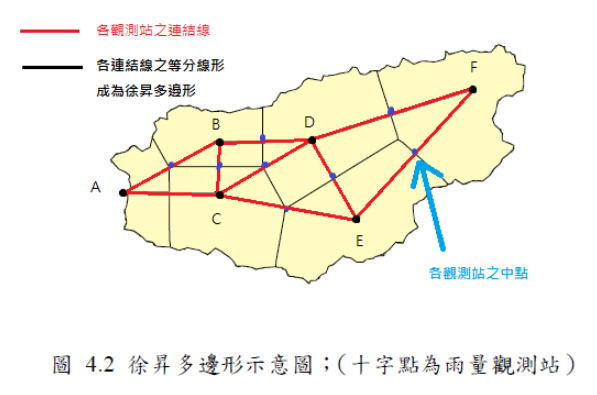 各觀測站之連結線
各連結線之等分線形
成為徐昇多邊形
F
B
D
A
C
E
各觀測站之中點
圖 4.2 徐昇多邊形示意圖；(十字點為雨量觀測站)